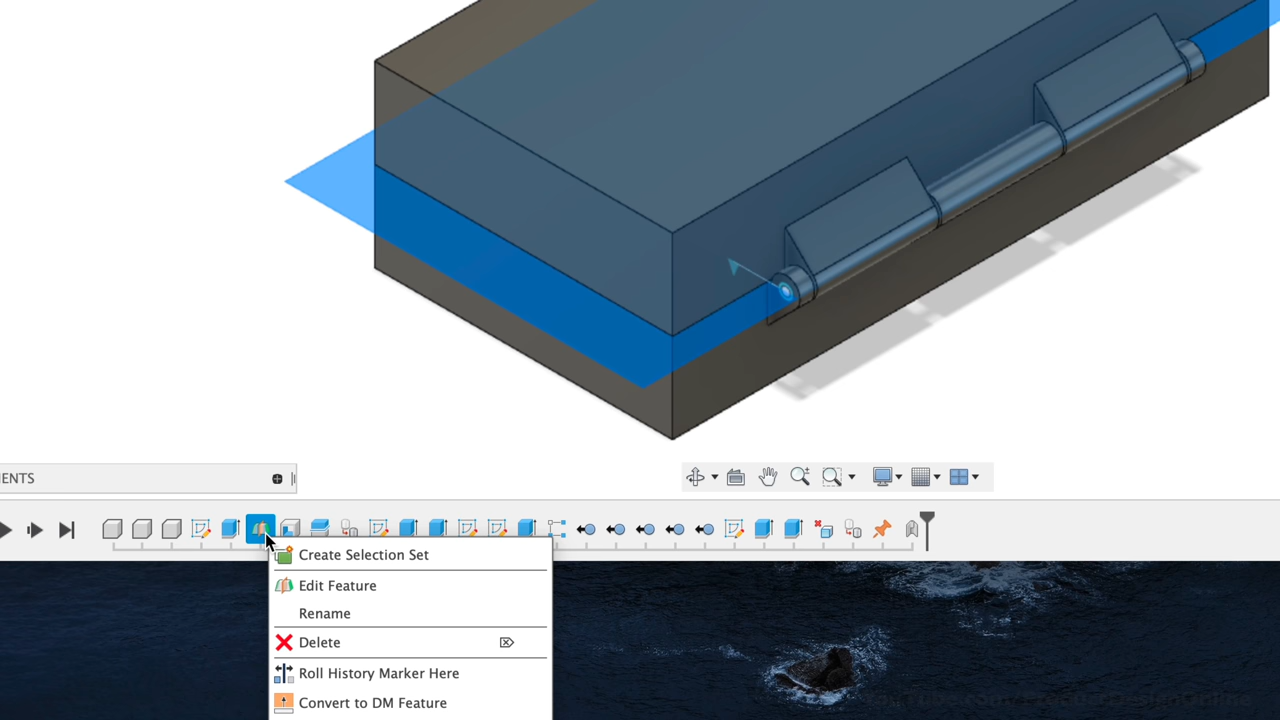 ENTS
Create Selection Set
Edit Feature
Rename
Delete
Roll History Marker Here
Convert to DM Feature